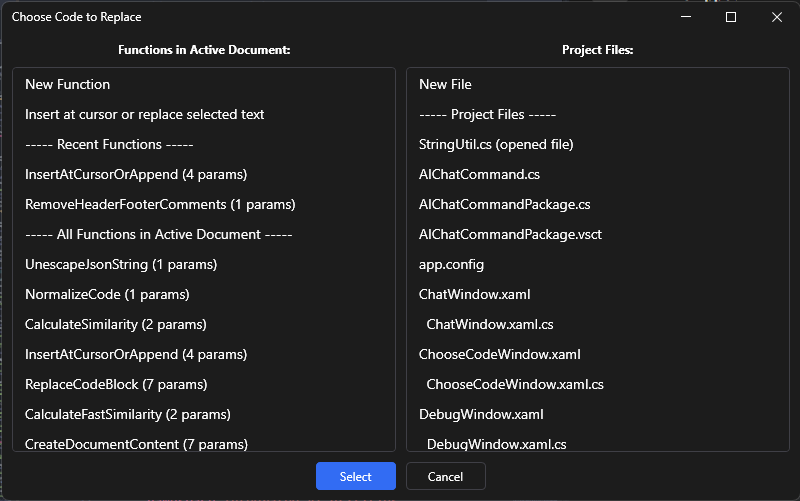 Choose Code to Replace
Functions in Active Document:
New Function
Insert at cursor or replace selected text
----- Recent Functions -----
InsertAtCursorOrAppend (4 params)
RemoveHeaderFooterComments (1 params)
----- All Functions in Active Document -----
UnescapeJsonString (1 params)
NormalizeCode (1 params)
CalculateSimilarity (2 params)
InsertAtCursorOrAppend (4 params)
ReplaceCodeBlock (7 params)
CalculateFastSimilarity (2 params)
CreateDocumentContent (7 params)
Project Files:
New File
----- Project Files -----
StringUtil.cs (opened file)
AIChatCommand.cs
AIChatCommandPackage.cs
AIChatCommandPackage.vsct
app.config
ChatWindow.xaml
ChatWindow.xaml.cs
ChooseCodeWindow.xaml
ChooseCodeWindow.xaml.cs
DebugWindow.xaml
DebugWindow.xaml.cs
Select
Cancel